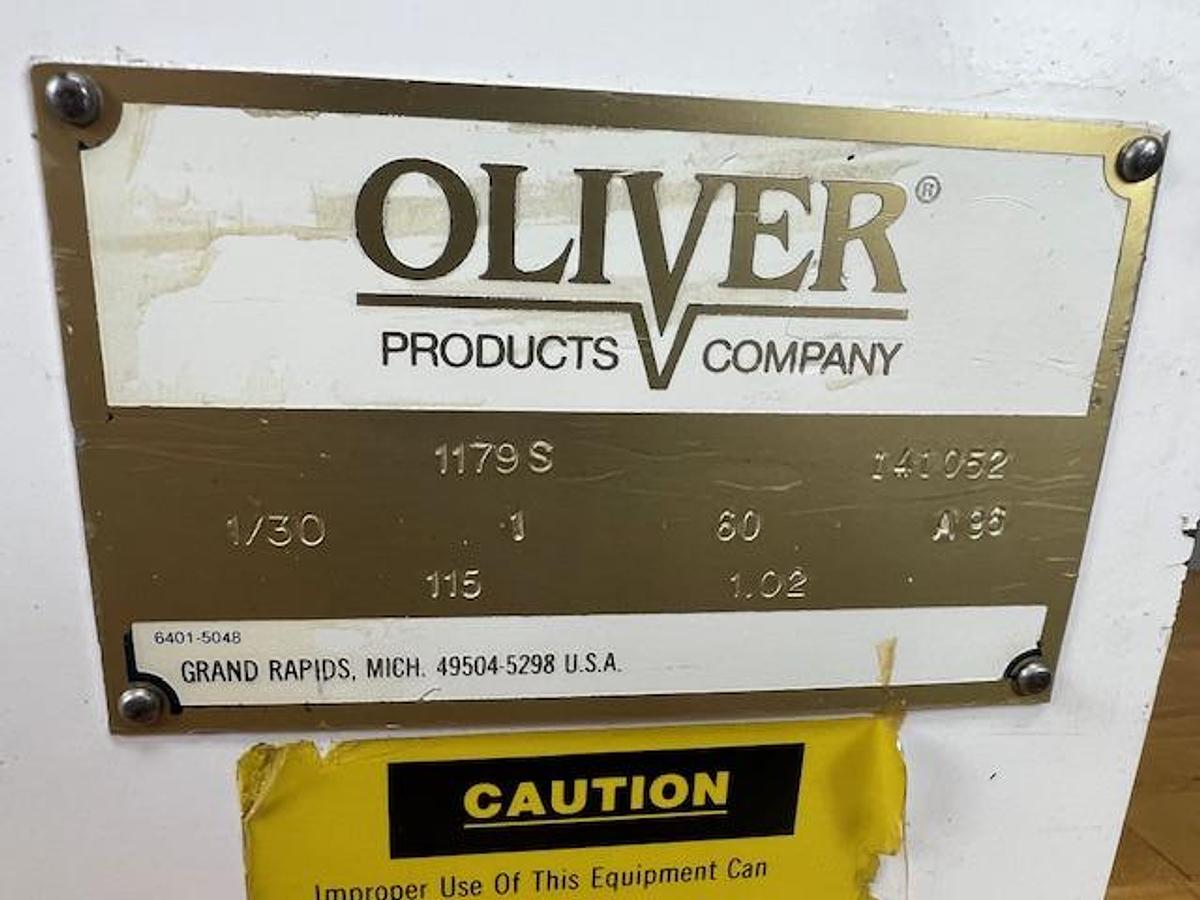 OLIVER®
PRODUCTS COMPANY
1179S 141052
1/30 1 60 A 96
115 1.02
6401-5048
GRAND RAPIDS, MICH. 49504-5298 U.S.A.
CAUTION
Improper Use Of This Equipment Can